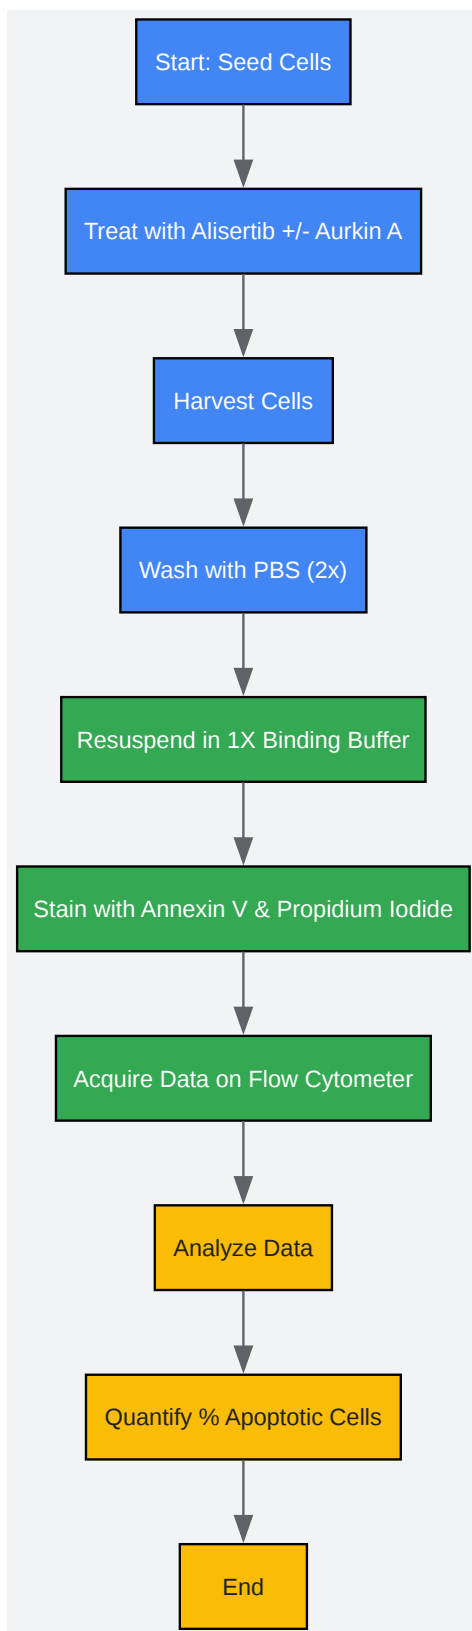 Start: Seed Cells
Treat with Alisertib +/- Aurkin A
Harvest Cells
Wash with PBS (2x)
Resuspend in 1X Binding Buffer
Stain with Annexin V & Propidium Iodide
Acquire Data on Flow Cytometer
Analyze Data
Quantify % Apoptotic Cells
End